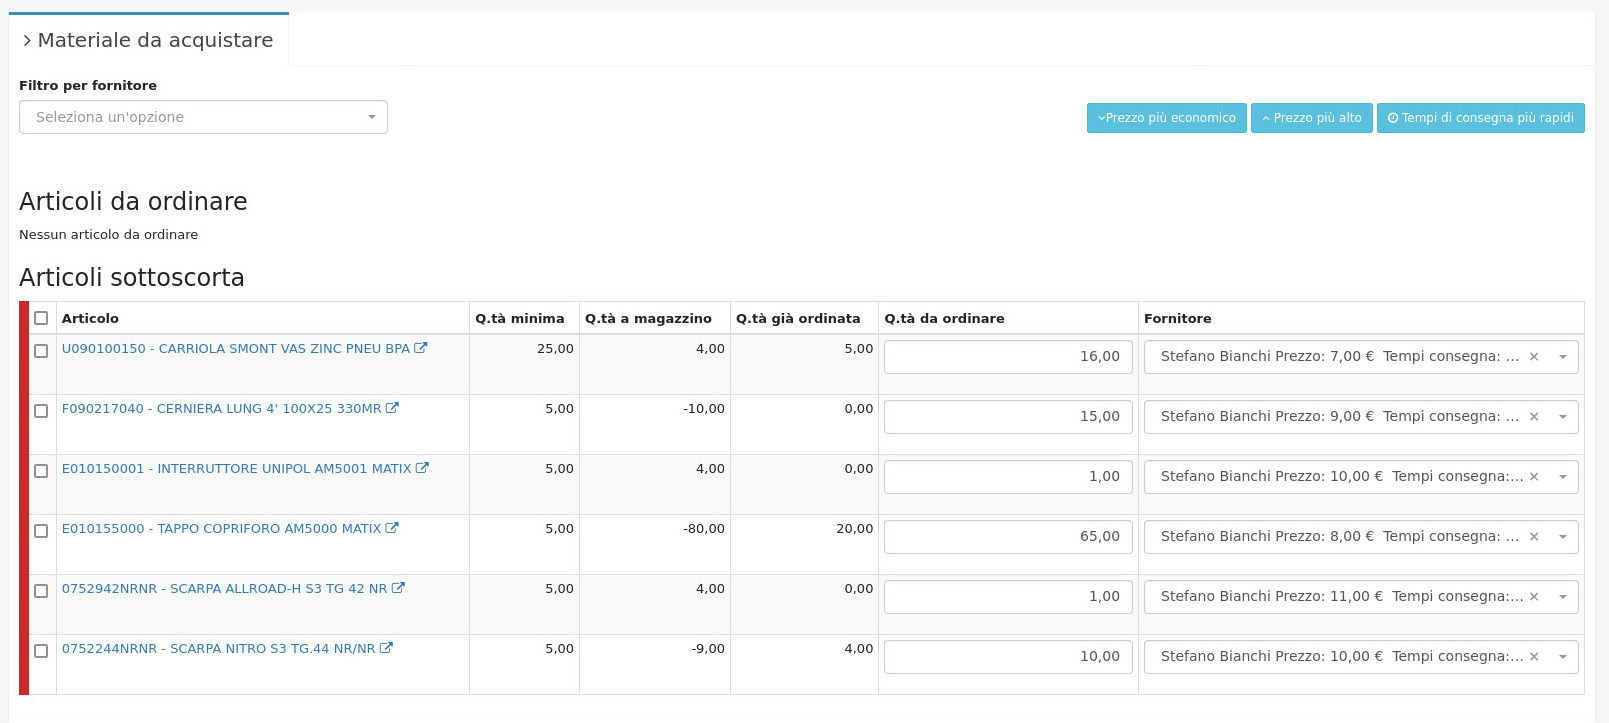 Materiale da acquistare
Filtro per fornitore
Seleziona un'opzione
Prezzo più economico Prezzo più alto Tempi di consegna più rapidi
Articoli da ordinare
Nessun articolo da ordinare
Articoli sottoscorta
Articolo Q.tà minima Q.tà a magazzino Q.tà già ordinata Q.tà da ordinare Fornitore
U090100150 - CARRIOLA SMONT VAS ZINC PNEU BPA 25,00 4,00 5,00 16,00 Stefano Bianchi Prezzo: 7,00 € Tempi consegna: ... ×
F090217040 - CERNIERA LUNG 4' 100X25 330MR 5,00 -10,00 0,00 15,00 Stefano Bianchi Prezzo: 9,00 € Tempi consegna: ... ×
E010150001 - INTERRUTTORE UNIPOL AM5001 MATIX 5,00 4,00 0,00 1,00 Stefano Bianchi Prezzo: 10,00 € Tempi consegna:... ×
E010155000 - TAPPO COPRIFORO AM5000 MATIX 5,00 -80,00 20,00 65,00 Stefano Bianchi Prezzo: 8,00 € Tempi consegna: ... ×
0752942NRNR - SCARPA ALLROAD-H S3 TG 42 NR 5,00 4,00 0,00 1,00 Stefano Bianchi Prezzo: 11,00 € Tempi consegna:... ×
0752244NRNR - SCARPA NITRO S3 TG.44 NR/NR 5,00 -9,00 4,00 10,00 Stefano Bianchi Prezzo: 10,00 € Tempi consegna:... ×